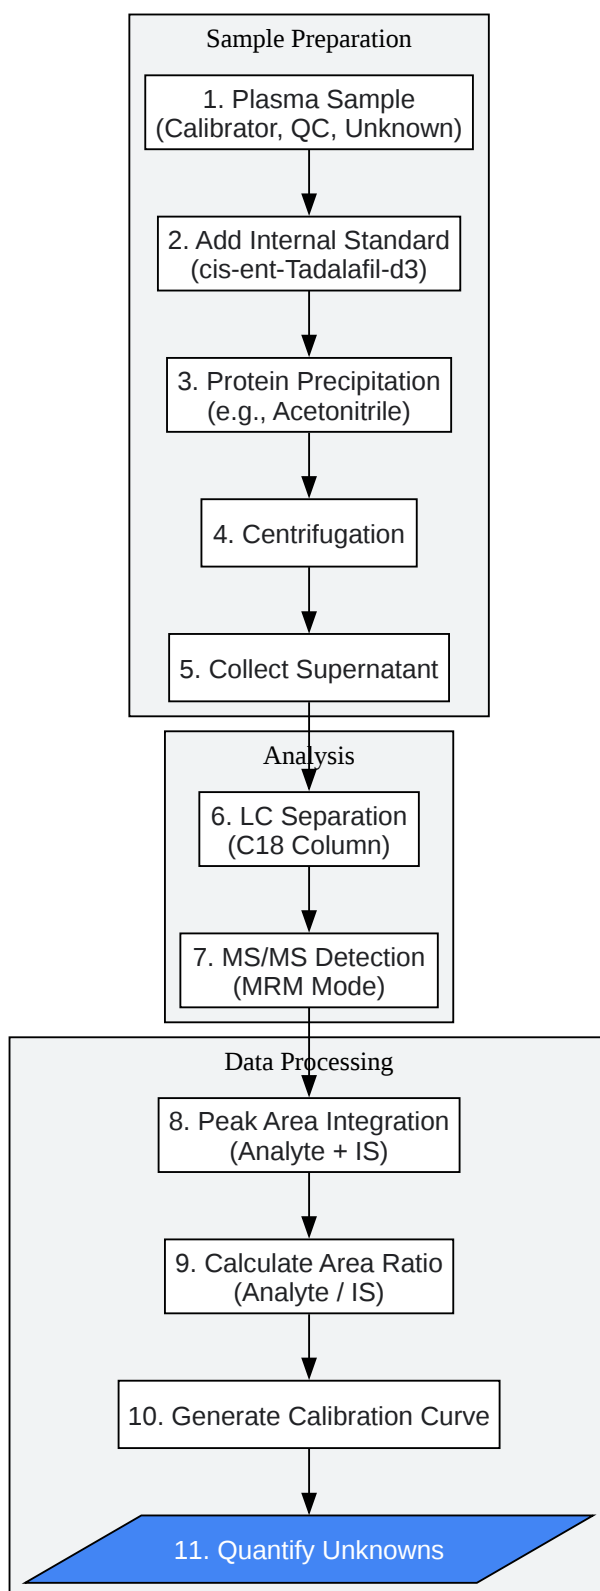 Sample Preparation
1. Plasma Sample
(Calibrator, QC, Unknown)
2. Add Internal Standard
(cis-ent-Tadalafil-d3)
3. Protein Precipitation
(e.g., Acetonitrile)
4. Centrifugation
5. Collect Supernatant
Analysis
6. LC Separation
(C18 Column)
7. MS/MS Detection
(MRM Mode)
Data Processing
8. Peak Area Integration
(Analyte + IS)
9. Calculate Area Ratio
(Analyte / IS)
10. Generate Calibration Curve
11. Quantify Unknowns